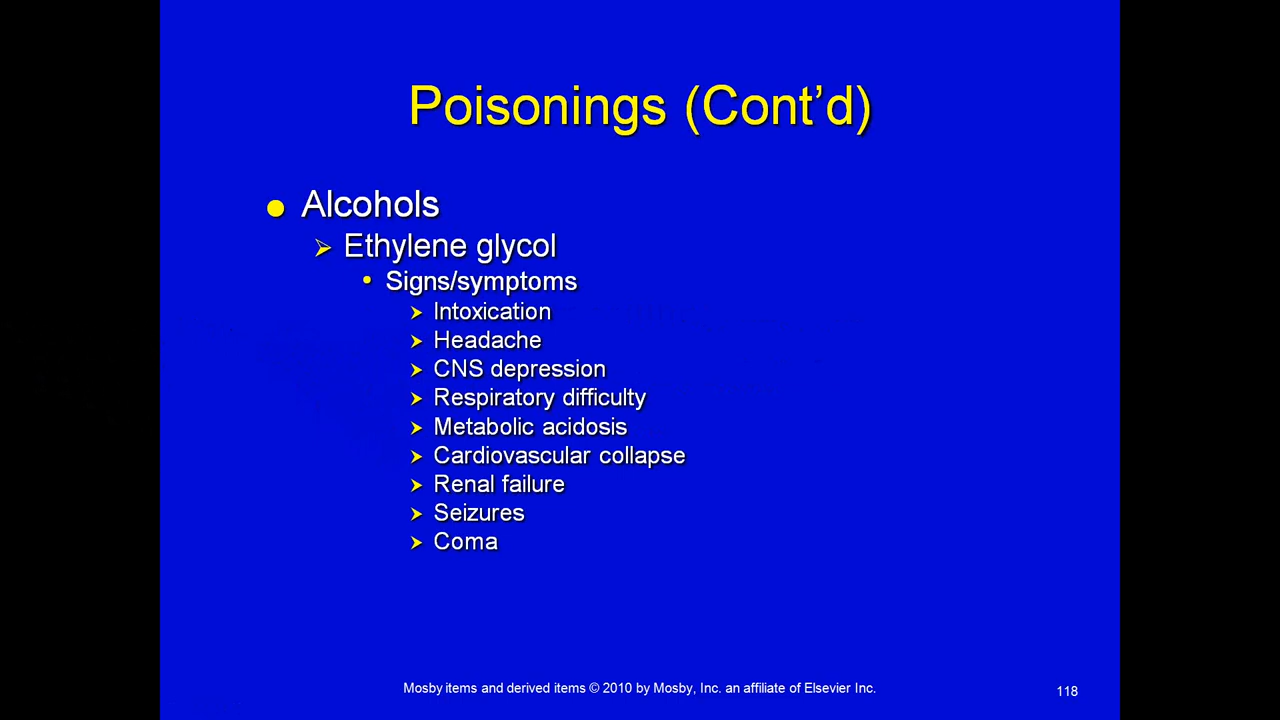 Poisonings (Cont’d)
Alcohols
Ethylene glycol
Signs/symptoms
Intoxication
Headache
CNS depression
Respiratory difficulty
Metabolic acidosis
Cardiovascular collapse
Renal failure
Seizures
Coma
Mosby items and derived items © 2010 by Mosby, Inc. an affiliate of Elsevier Inc.
118